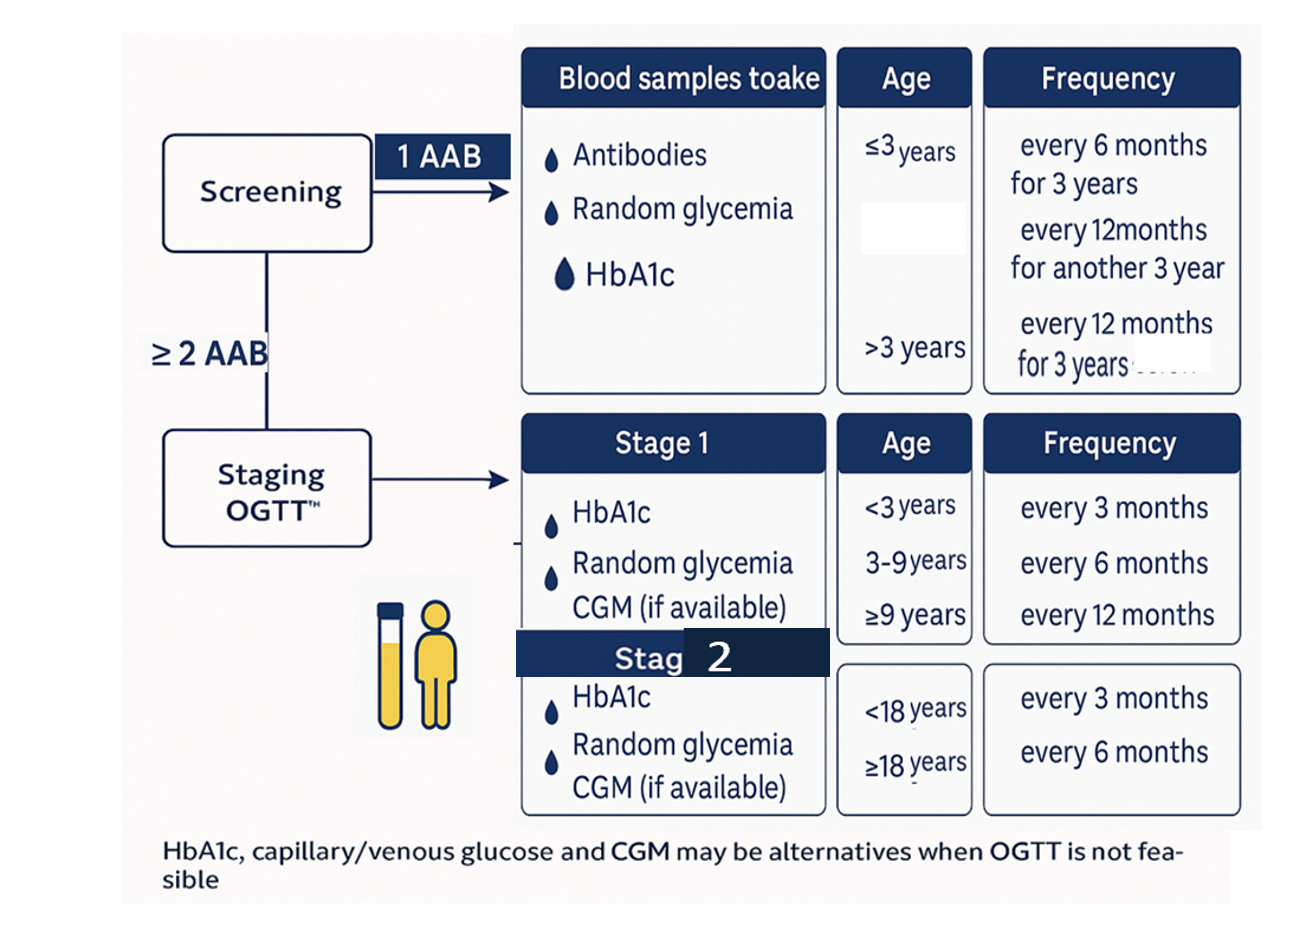 Screening
1 AAB
≥ 2 AAB
Staging
OGTT™
Blood samples toake
Antibodies
Random glycemia
HbA1c
Age
≤3 years
>3 years
Frequency
every 6 months
for 3 years
every 12months
for another 3 year
every 12 months
for 3 years
Stage 1
HbA1c
Random glycemia
CGM (if available)
Age
<3 years
3-9 years
≥9 years
Frequency
every 3 months
every 6 months
every 12 months
Stag 2
HbA1c
Random glycemia
CGM (if available)
<18 years
≥18 years
every 3 months
every 6 months
HbA1c, capillary/venous glucose and CGM may be alternatives when OGTT is not fea-
sible